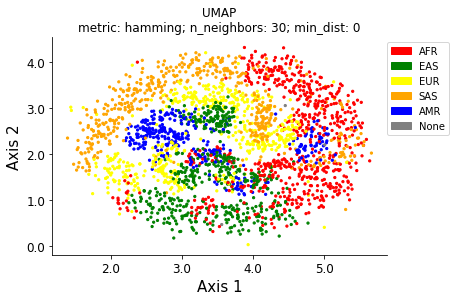 UMAP
metric: hamming; n_neighbors: 30; min_dist: 0
AFR
EAS
EUR
SAS
AMR
None
4.0
3.0
2.0
1.0
0.0
Axis 2
2.0 3.0 4.0 5.0
Axis 1